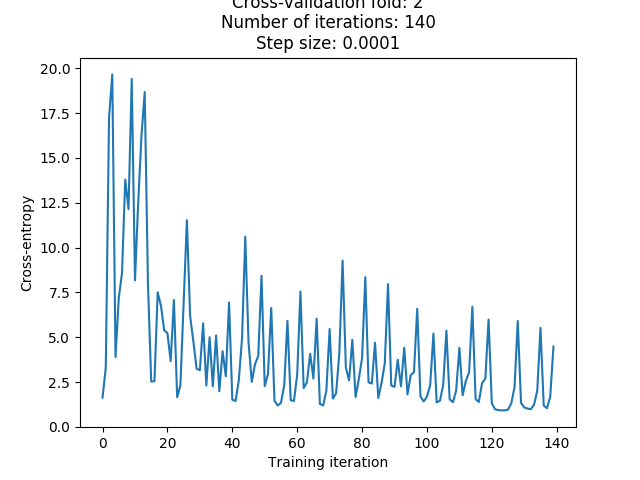 Cross-validation fold: 2
Number of iterations: 140
Step size: 0.0001
20.0
17.5
15.0
12.5
10.0
7.5
5.0
2.5
0.0
Cross-entropy
0 20 40 60 80 100 120 140
Training iteration